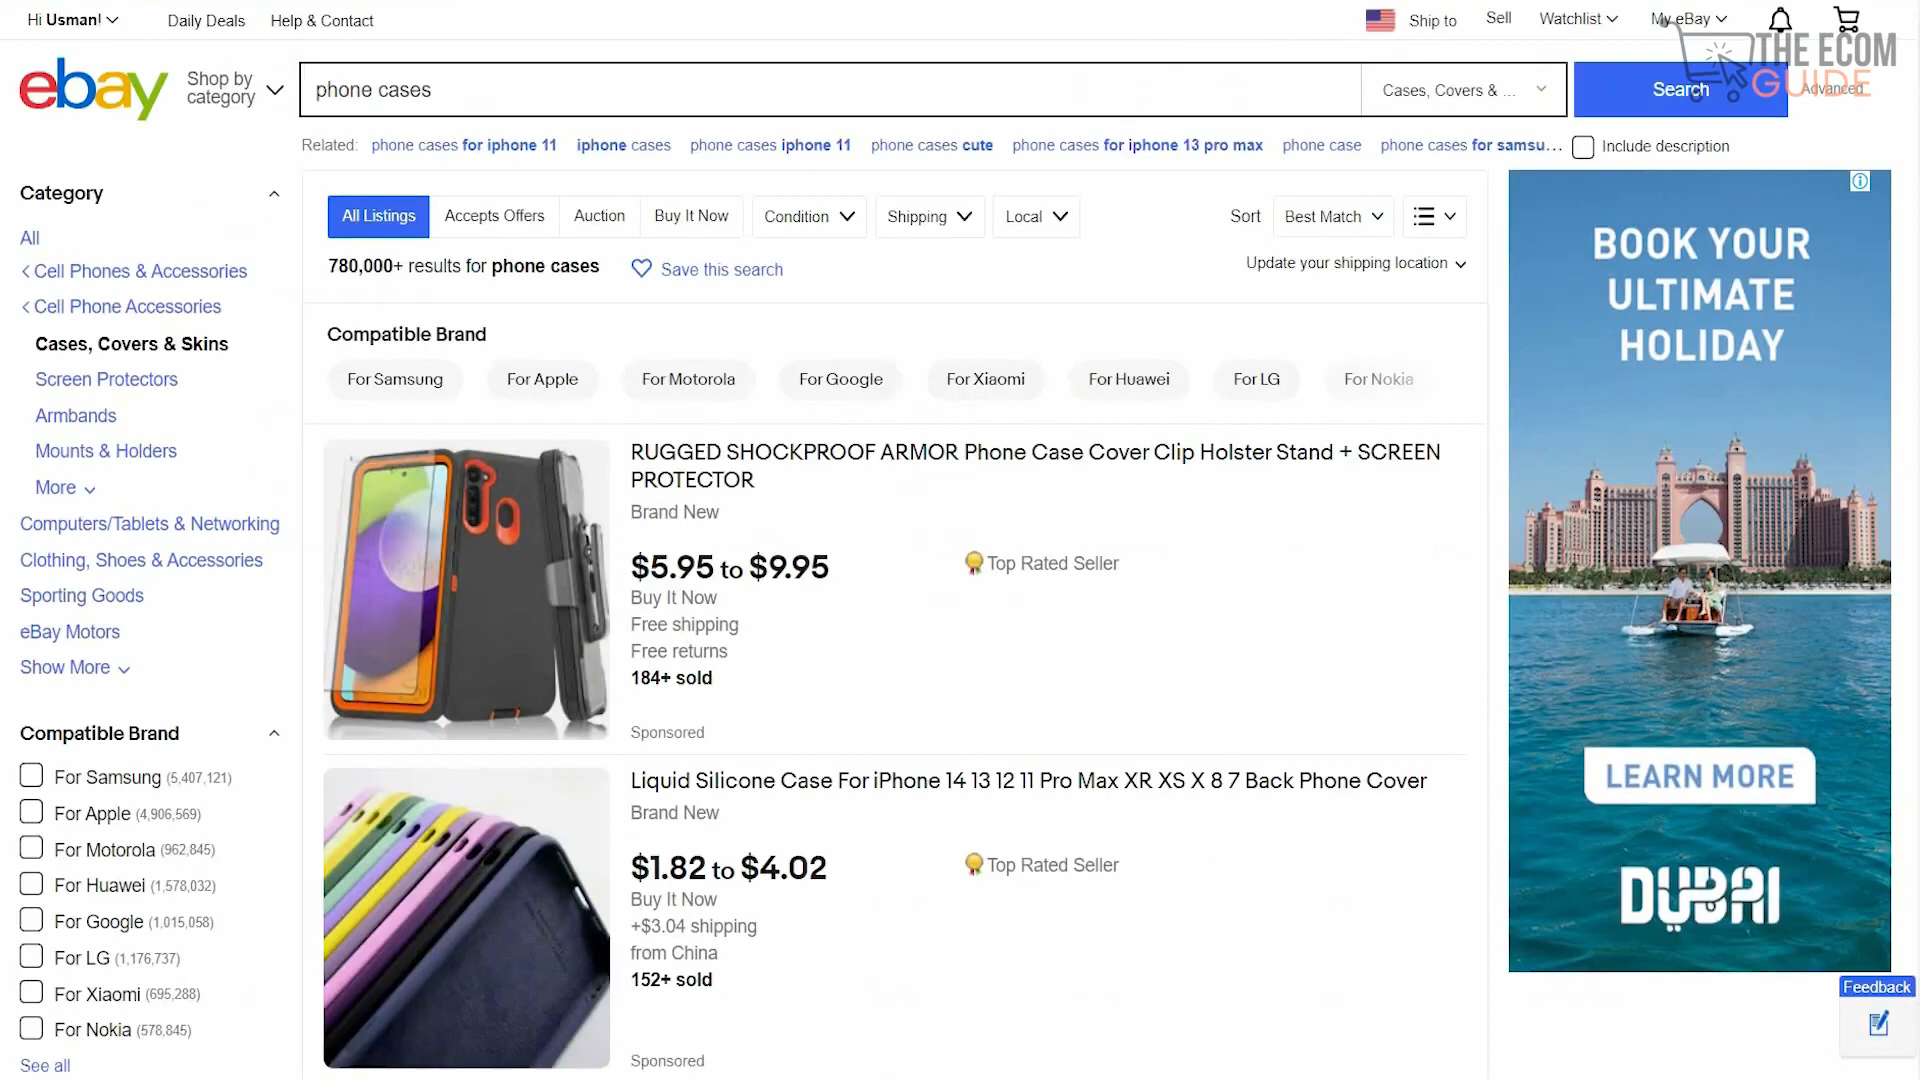 Hi Usman!
Daily Deals
Help & Contact
Ship to
Sell
Watchlist
My eBay
THE ECOM
GUIDE
ebay
Shop by
category
phone cases
Cases, Covers & ...
Search
Advanced
Related:
phone cases for iphone 11
iphone cases
phone cases iphone 11
phone cases cute
phone cases for iphone 13 pro max
phone case
phone cases for samsu...
Include description
Category
All
Cell Phones & Accessories
Cell Phone Accessories
Cases, Covers & Skins
Screen Protectors
Armbands
Mounts & Holders
More
Computers/Tablets & Networking
Clothing, Shoes & Accessories
Sporting Goods
eBay Motors
Show More
Compatible Brand
For Samsung (5,407,121)
For Apple (4,906,569)
For Motorola (962,845)
For Huawei (1,578,032)
For Google (1,015,058)
For LG (1,176,737)
For Xiaomi (695,288)
For Nokia (578,845)
See all
All Listings
Accepts Offers
Auction
Buy It Now
Condition
Shipping
Local
Sort
Best Match
780,000+ results for phone cases
Save this search
Update your shipping location
Compatible Brand
For Samsung
For Apple
For Motorola
For Google
For Xiaomi
For Huawei
For LG
For Nokia
RUGGED SHOCKPROOF ARMOR Phone Case Cover Clip Holster Stand + SCREEN
PROTECTOR
Brand New
$5.95 to $9.95
Top Rated Seller
Buy It Now
Free shipping
Free returns
184+ sold
Sponsored
Liquid Silicone Case For iPhone 14 13 12 11 Pro Max XR XS X 8 7 Back Phone Cover
Brand New
$1.82 to $4.02
Top Rated Seller
Buy It Now
+$3.04 shipping
from China
152+ sold
Sponsored
BOOK YOUR
ULTIMATE
HOLIDAY
LEARN MORE
DUBAI
Feedback